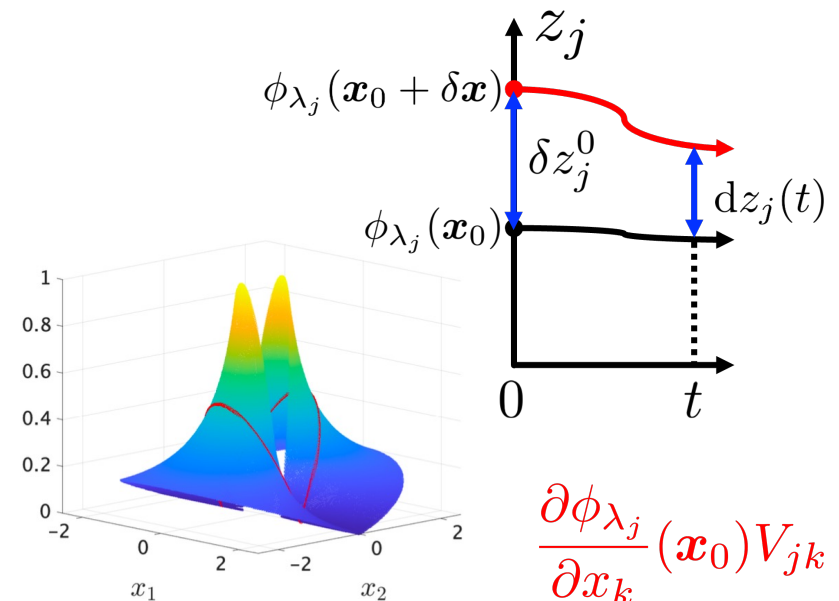 z_j
ϕ_{λ_j}(x_0 + δx)
δz_j^0
dz_j(t)
ϕ_{λ_j}(x_0)
0
t
1
0.8
0.6
0.4
0.2
0
-2
0
2
x_1
-2
0
2
x_2
∂ϕ_{λ_j}/∂x_k (x_0)V_{jk}